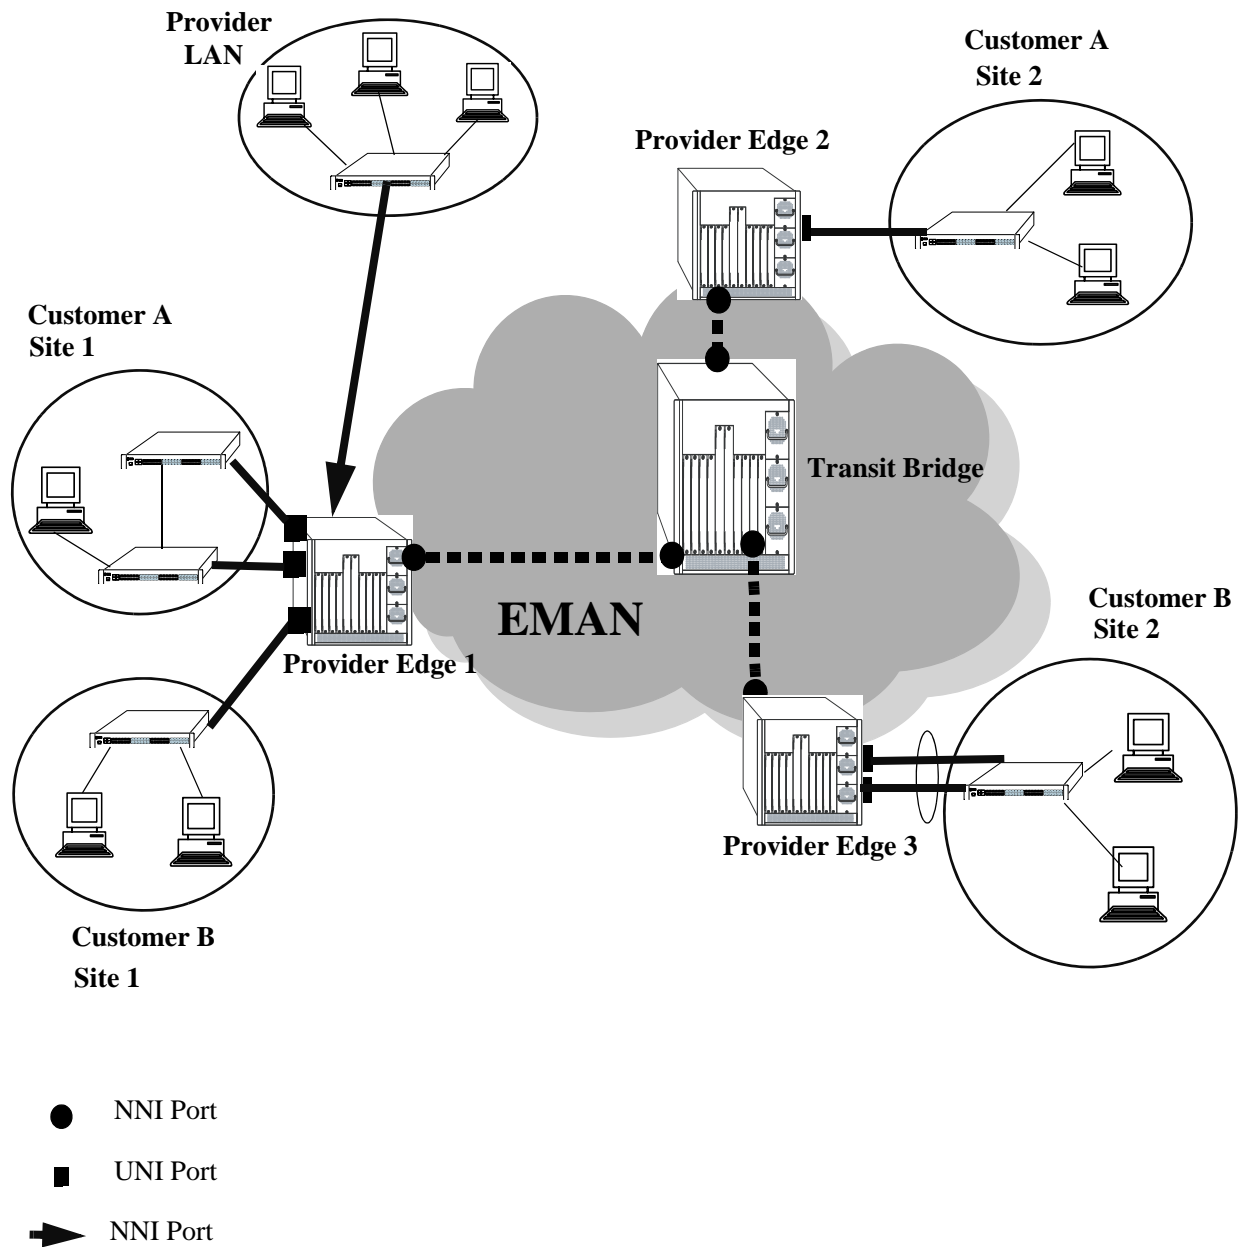 Provider
LAN
Customer A
Site 2
Provider Edge 2
Customer A
Site 1
Transit Bridge
EMAN
Customer B
Site 2
Provider Edge 1
Provider Edge 3
Customer B
Site 1
NNI Port
UNI Port
NNI Port